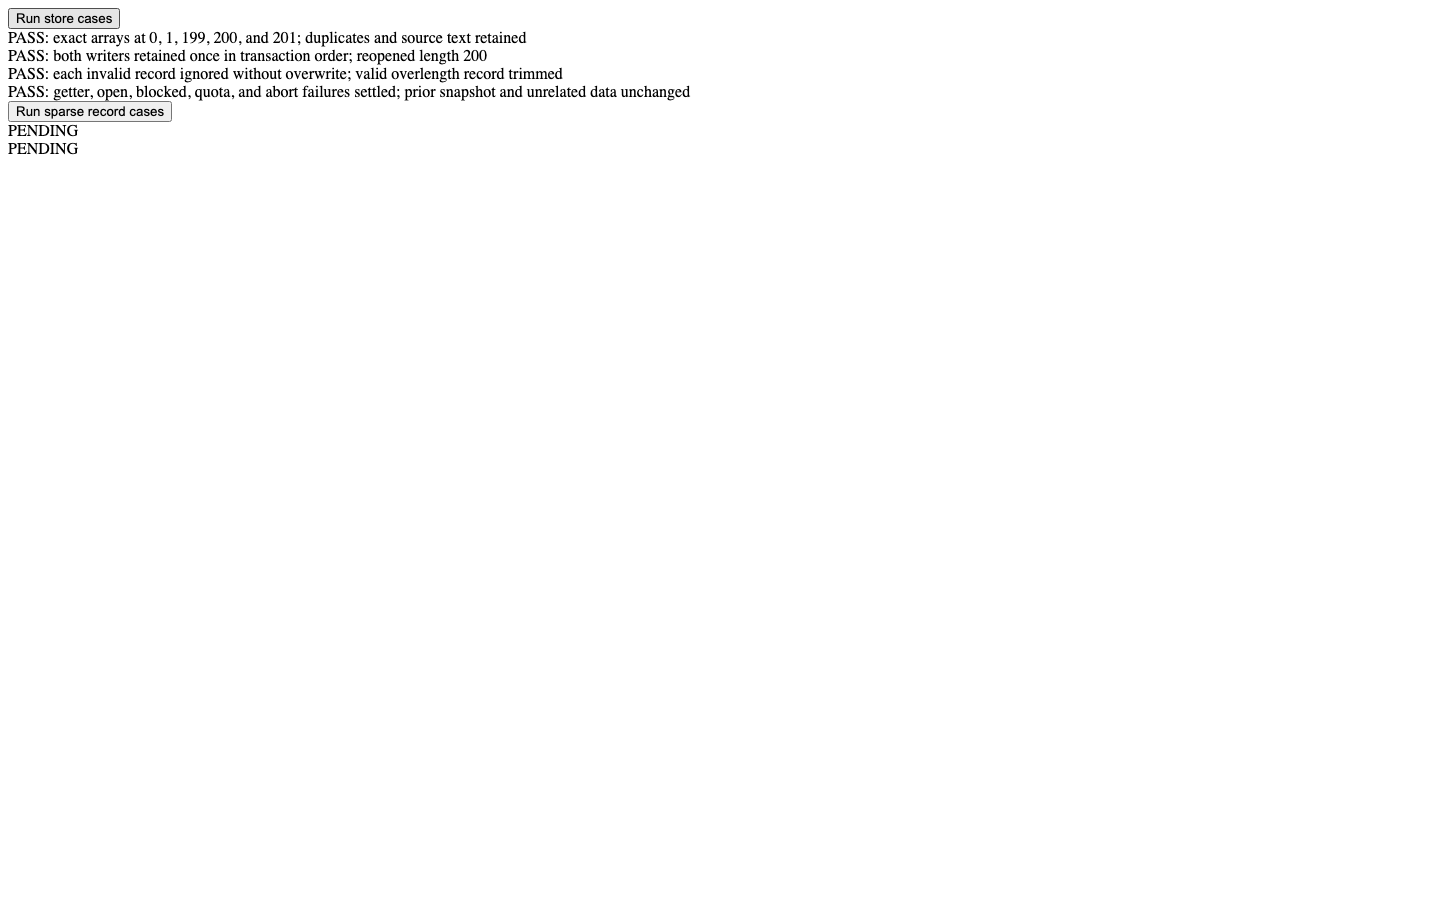 Run store cases
PASS: exact arrays at 0, 1, 199, 200, and 201; duplicates and source text retained
PASS: both writers retained once in transaction order; reopened length 200
PASS: each invalid record ignored without overwrite; valid overlength record trimmed
PASS: getter, open, blocked, quota, and abort failures settled; prior snapshot and unrelated data unchanged
Run sparse record cases
PENDING
PENDING